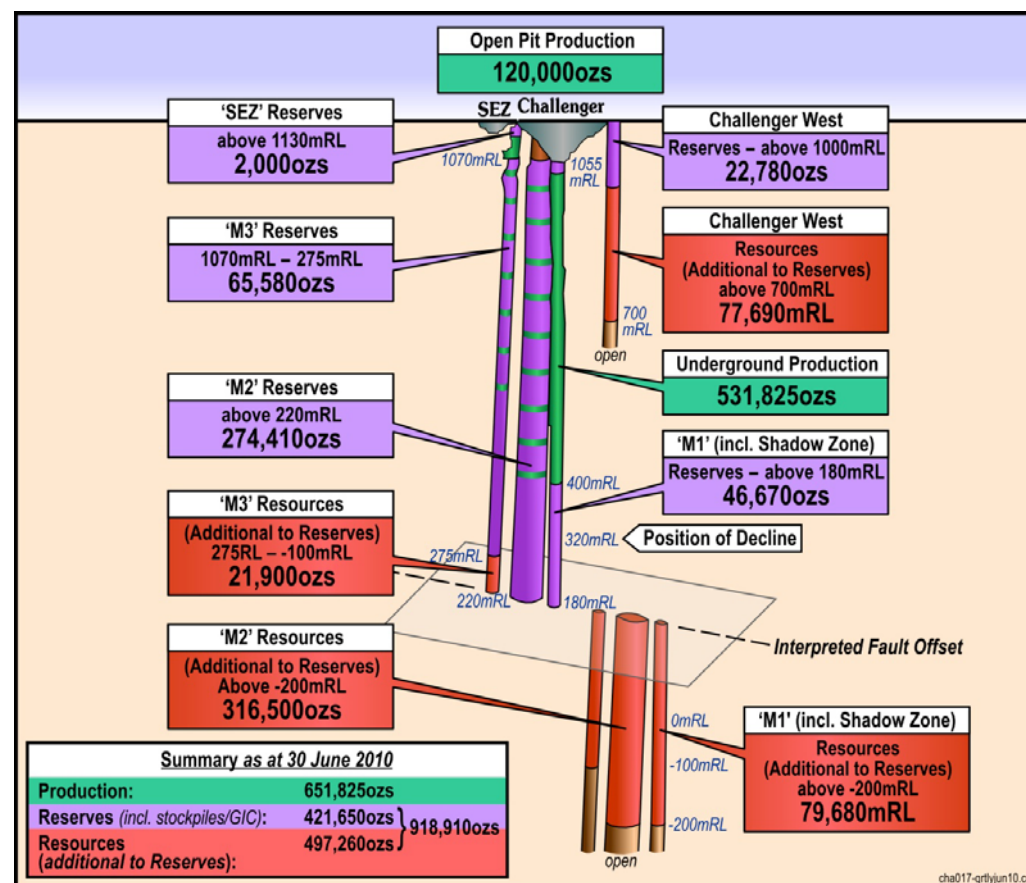 Open Pit Production
120,000ozs
SEZ Challenger
'SEZ' Reserves
above 1130mRL
2,000ozs
1070mRL
1055
mRL
Challenger West
Reserves – above 1000mRL
22,780ozs
'M3' Reserves
1070mRL – 275mRL
65,580ozs
Challenger West
Resources
(Additional to Reserves)
above 700mRL
77,690mRL
700
mRL
open
Underground Production
531,825ozs
'M2' Reserves
above 220mRL
274,410ozs
'M1' (incl. Shadow Zone)
Reserves – above 180mRL
46,670ozs
400mRL
'M3' Resources
(Additional to Reserves)
275RL – -100mRL
21,900ozs
320mRL
Position of Decline
275mRL
220mRL
180mRL
Interpreted Fault Offset
'M2' Resources
(Additional to Reserves)
Above -200mRL
316,500ozs
0mRL
-100mRL
-200mRL
open
'M1' (incl. Shadow Zone)
Resources
(Additional to Reserves)
above -200mRL
79,680mRL
Summary as at 30 June 2010
Production: 651,825ozs
Reserves (incl. stockpiles/GIC): 421,650ozs
918,910ozs
Resources 497,260ozs
(additional to Reserves):
cha017-qrtlyjun10.c